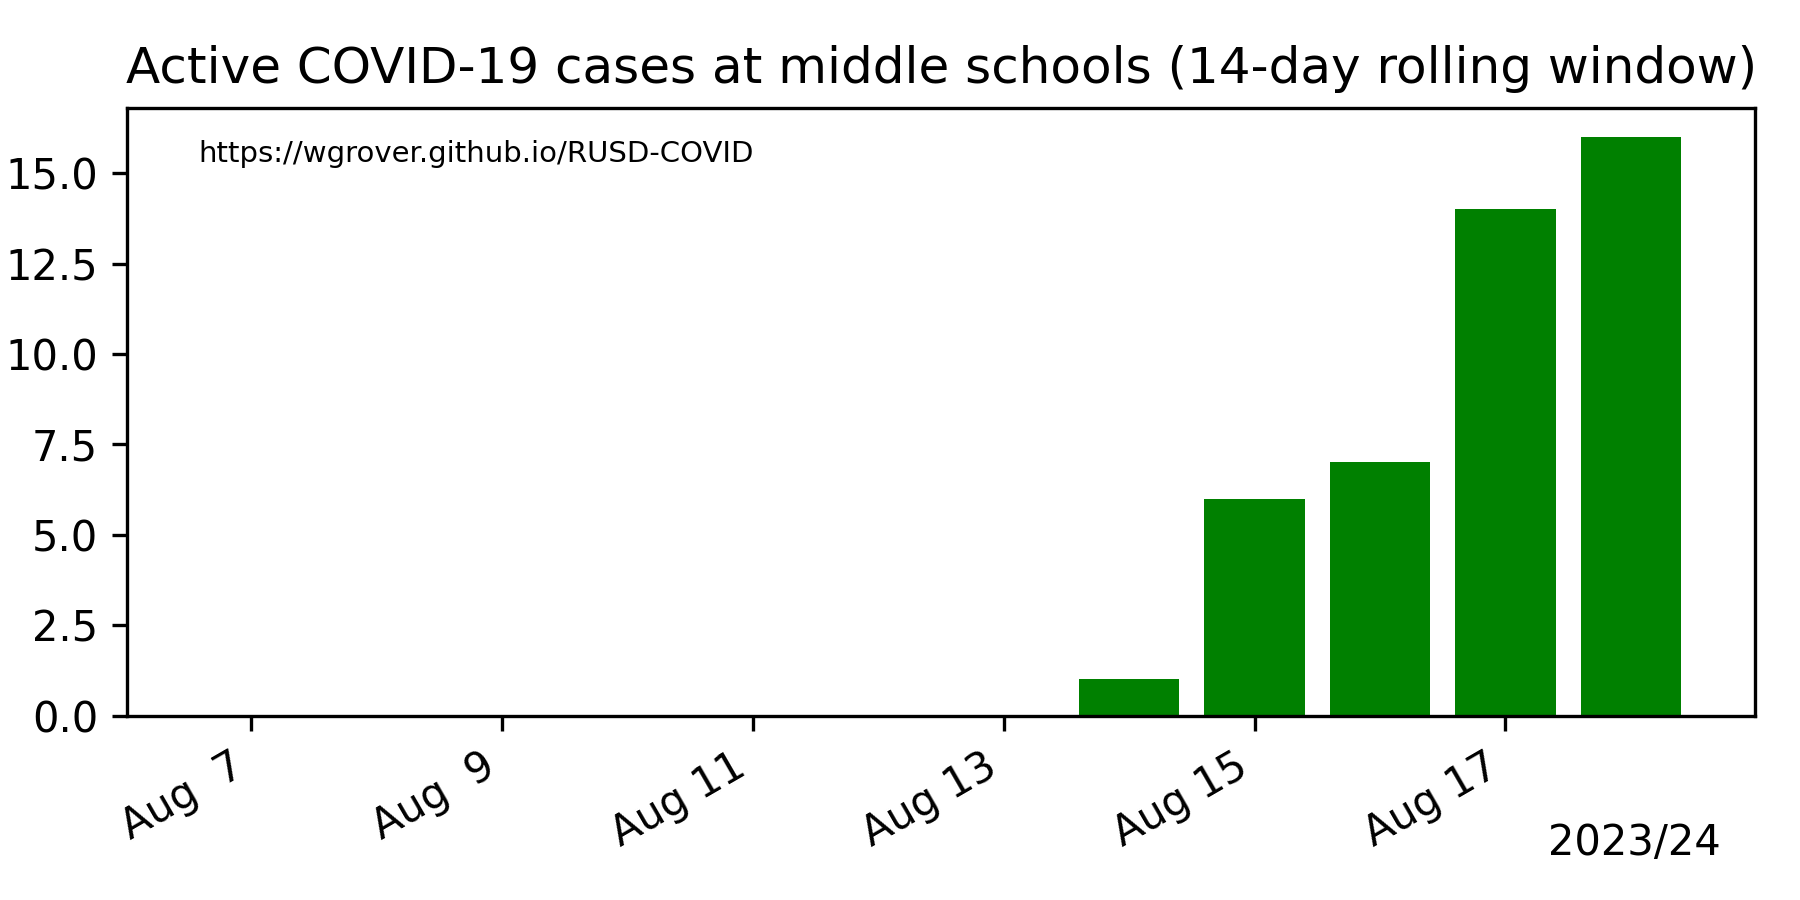 Active COVID-19 cases at middle schools (14-day rolling window)
https://wgrover.github.io/RUSD-COVID
15.0
12.5
10.0
7.5
5.0
2.5
0.0
Aug 7
Aug 9
Aug 11
Aug 13
Aug 15
Aug 17
2023/24